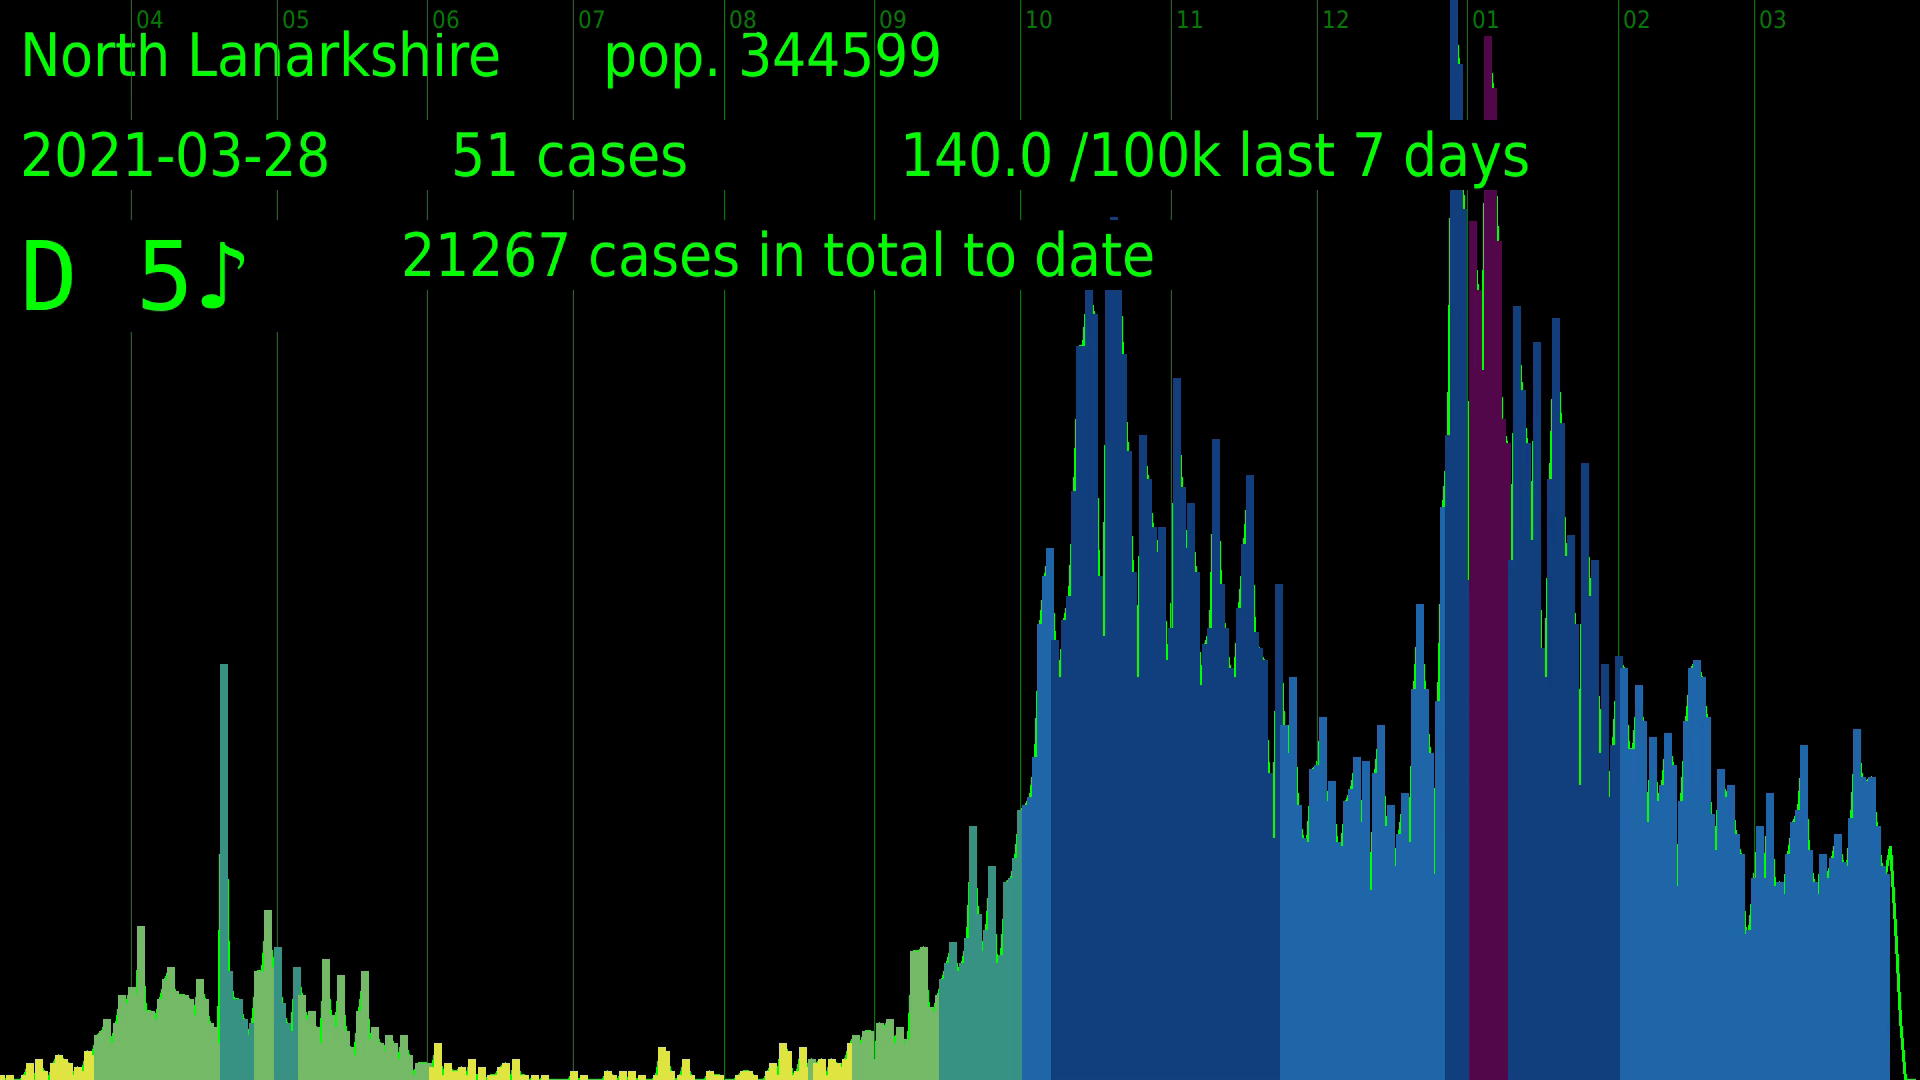 04 05 06 07 08 09 10 11 12 01 02 03
North Lanarkshire pop. 344599
2021-03-28 51 cases 140.0 /100k last 7 days
D 5♪ 21267 cases in total to date